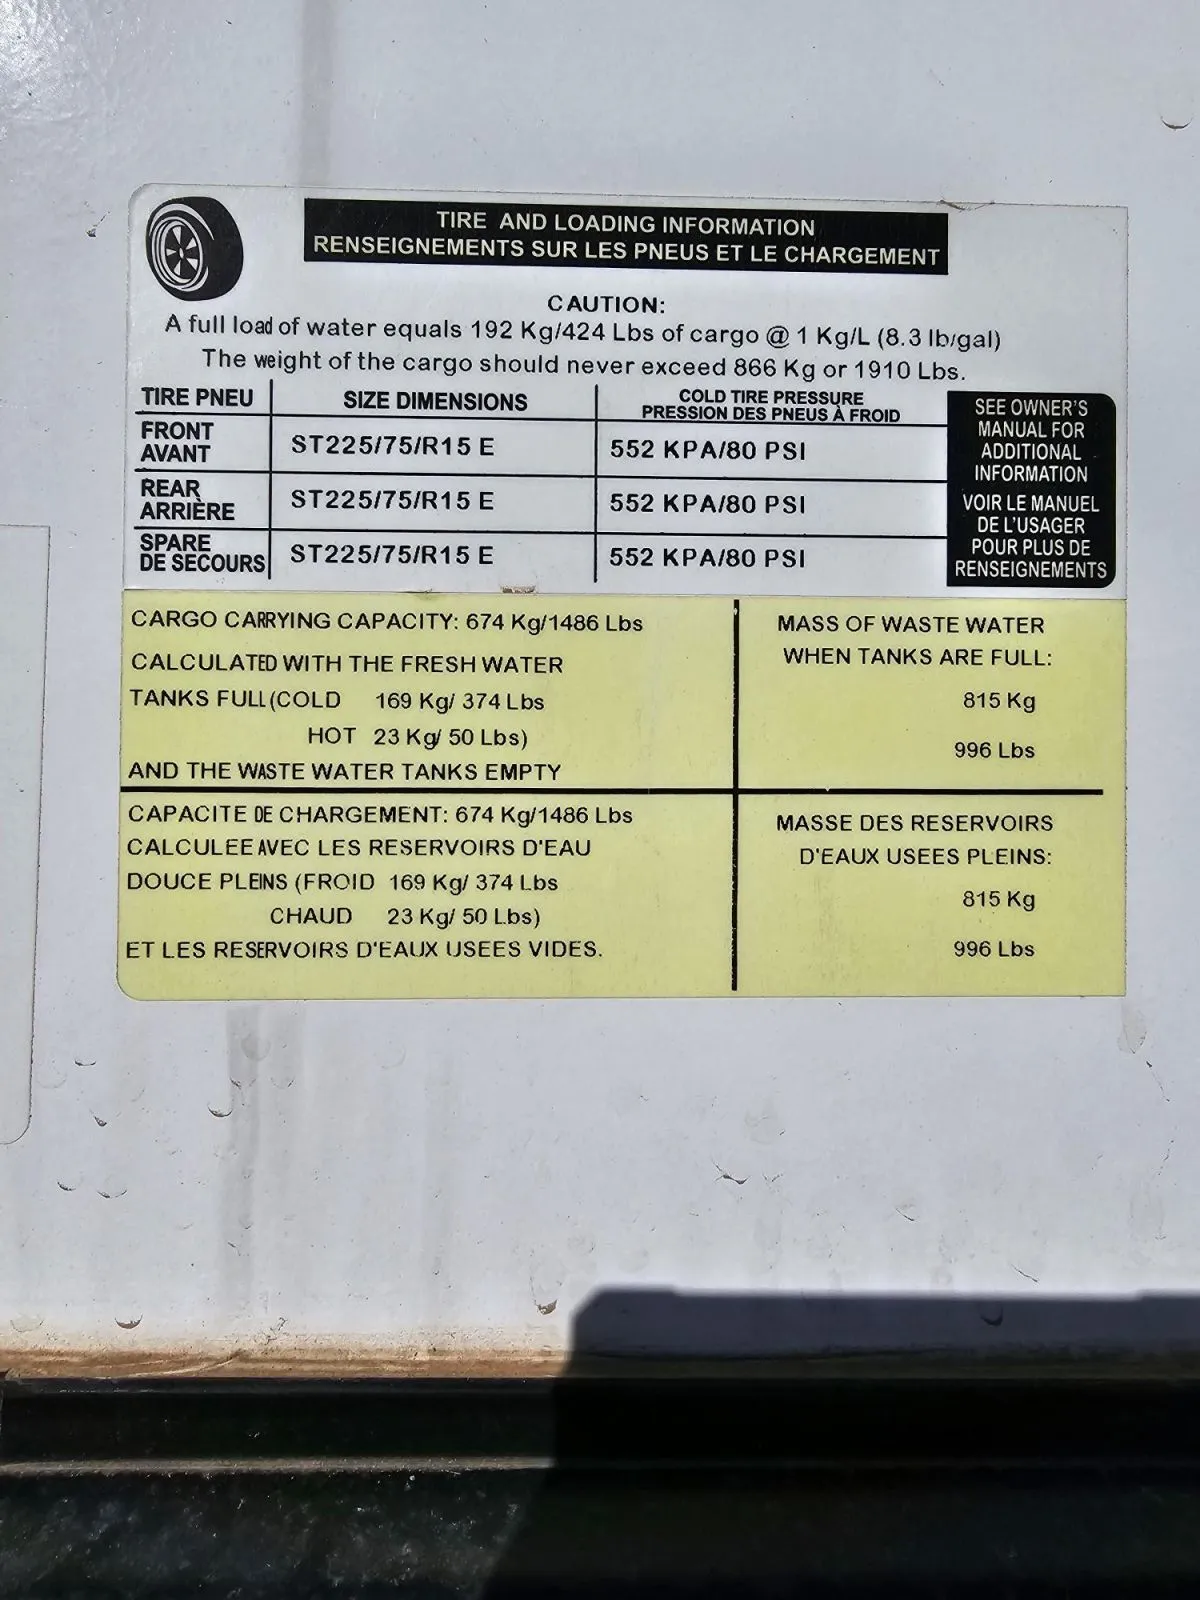 TIRE AND LOADING INFORMATION
RENSEIGNEMENTS SUR LES PNEUS ET LE CHARGEMENT
CAUTION:
A full load of water equals 192 Kg/424 Lbs of cargo @ 1 Kg/L (8.3 lb/gal)
The weight of the cargo should never exceed 866 Kg or 1910 Lbs.
TIRE PNEU SIZE DIMENSIONS COLD TIRE PRESSURE
PRESSION DES PNEUS À FROID
FRONT
AVANT ST225/75/R15 E 552 KPA/80 PSI
REAR
ARRIÈRE ST225/75/R15 E 552 KPA/80 PSI
SPARE
DE SECOURS ST225/75/R15 E 552 KPA/80 PSI
SEE OWNER'S
MANUAL FOR
ADDITIONAL
INFORMATION
VOIR LE MANUEL
DE L'USAGER
POUR PLUS DE
RENSEIGNEMENTS
CARGO CARRYING CAPACITY: 674 Kg/1486 Lbs
CALCULATED WITH THE FRESH WATER
TANKS FULL(COLD 169 Kg/ 374 Lbs
HOT 23 Kg/ 50 Lbs)
AND THE WASTE WATER TANKS EMPTY
MASS OF WASTE WATER
WHEN TANKS ARE FULL:
815 Kg
996 Lbs
CAPACITE DE CHARGEMENT: 674 Kg/1486 Lbs
CALCULEE AVEC LES RESERVOIRS D'EAU
DOUCE PLEINS (FROID 169 Kg/ 374 Lbs
CHAUD 23 Kg/ 50 Lbs)
ET LES RESERVOIRS D'EAUX USEES VIDES.
MASSE DES RESERVOIRS
D'EAUX USEES PLEINS:
815 Kg
996 Lbs